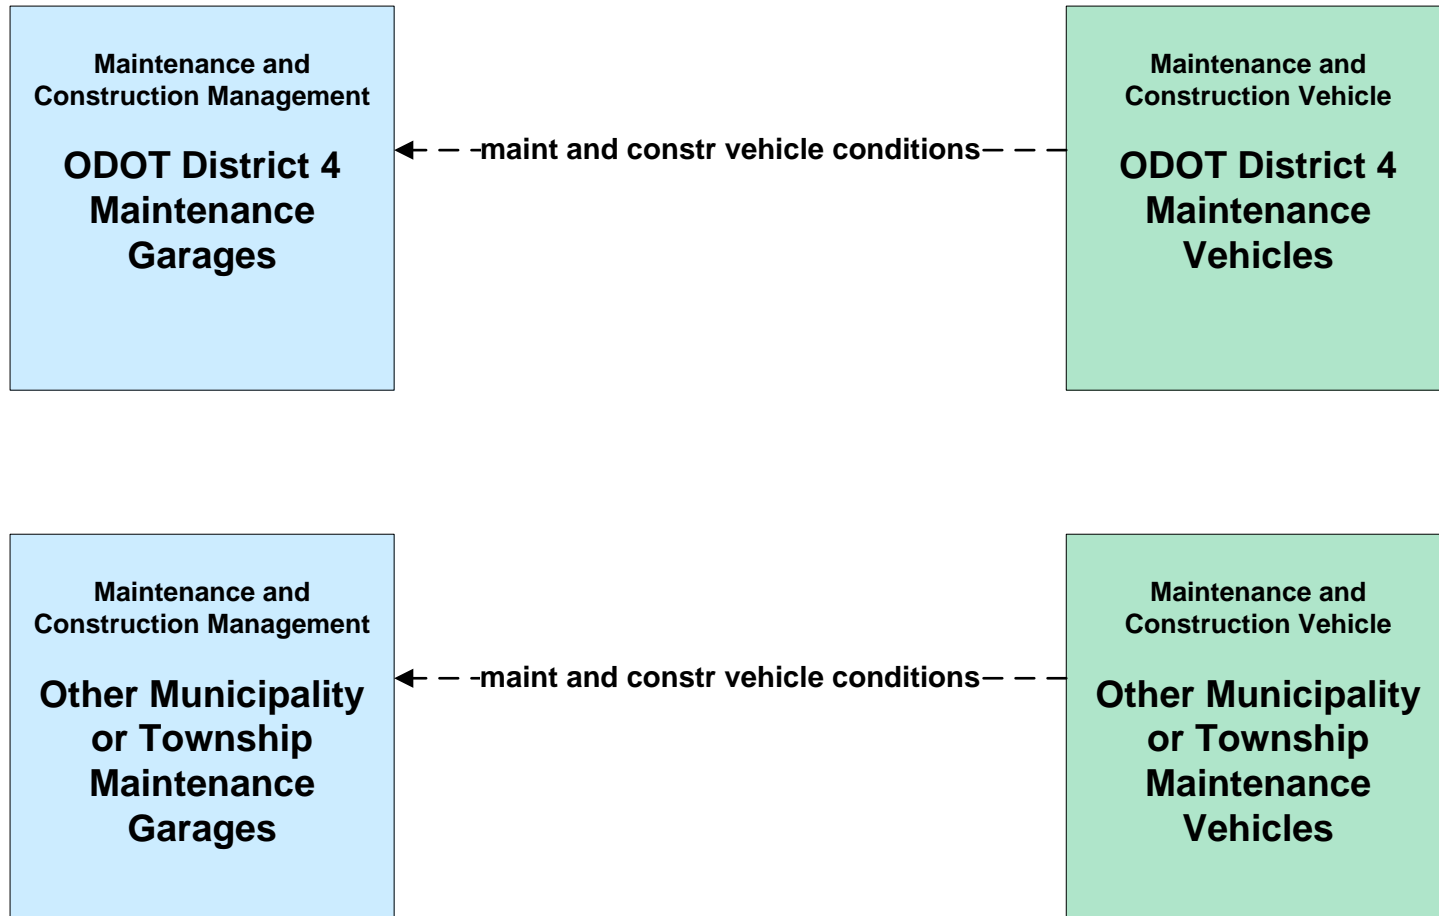 Maintenance and
Construction Management
ODOT District 4
Maintenance
Garages
maint and constr vehicle conditions
Maintenance and
Construction Vehicle
ODOT District 4
Maintenance
Vehicles
Maintenance and
Construction Management
Other Municipality
or Township
Maintenance
Garages
maint and constr vehicle conditions
Maintenance and
Construction Vehicle
Other Municipality
or Township
Maintenance
Vehicles